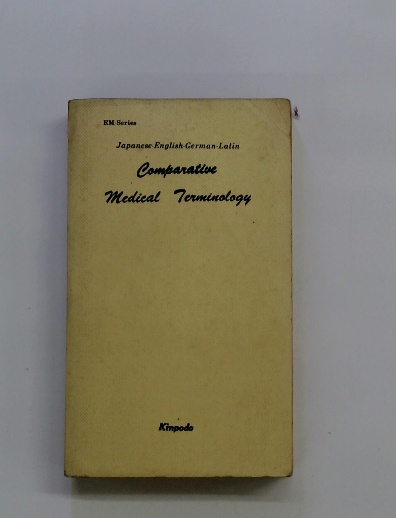 KM-Series
Japanese-English-German-Latin
Comparative
Medical Terminology
Kinpodo